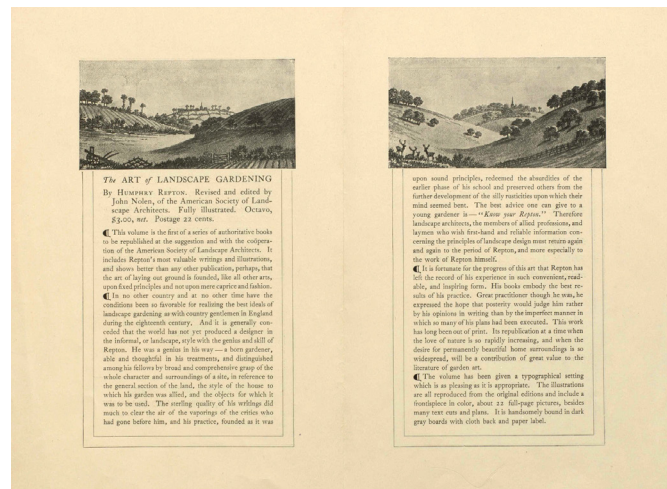 The ART of LANDSCAPE GARDENING
By HUMPHRY REPTON. Revised and edited by
John Nolen, of the American Society of Land-
scape Architects. Fully illustrated. Octavo,
$3.00, net. Postage 22 cents.
¶ This volume is the first of a series of authoritative books
to be republished at the suggestion and with the coöpera-
tion of the American Society of Landscape Architects. It
includes Repton's most valuable writings and illustrations,
and shows better than any other publication, perhaps, that
the art of laying out ground is founded, like all other arts,
upon fixed principles and not upon mere caprice and fashion.
¶ In no other country and at no other time have the
conditions been so favorable for realizing the best ideals of
landscape gardening as with country gentlemen in England
during the eighteenth century. And it is generally con-
ceded that the world has not yet produced a designer in
the informal, or landscape, style with the genius and skill of
Repton. He was a genius in his way — a born gardener,
able and thoughtful in his treatments, and distinguished
among his fellows by broad and comprehensive grasp of the
whole character and surroundings of a site, in reference to
the general section of the land, the style of the house to
which his garden was allied, and the objects for which it
was to be used. The sterling quality of his writings did
much to clear the air of the vaporings of the critics who
had gone before him, and his practice, founded as it was
upon sound principles, redeemed the absurdities of the
earlier phase of his school and preserved others from the
further development of the silly rusticities upon which their
mind seemed bent. The best advice one can give to a
young gardener is — "Know your Repton." Therefore
landscape architects, the members of allied professions, and
laymen who wish first-hand and reliable information con-
cerning the principles of landscape design must return again
and again to the period of Repton, and more especially to
the work of Repton himself.
¶ It is fortunate for the progress of this art that Repton has
left the record of his experience in such convenient, read-
able, and inspiring form. His books embody the best re-
sults of his practice. Great practitioner though he was, he
expressed the hope that posterity would judge him rather
by his opinions in writing than by the imperfect manner in
which so many of his plans had been executed. This work
has long been out of print. Its republication at a time when
the love of nature is so rapidly increasing, and when the
desire for permanently beautiful home surroundings is so
widespread, will be a contribution of great value to the
literature of garden art.
¶ The volume has been given a typographical setting
which is as pleasing as it is appropriate. The illustrations
are all reproduced from the original editions and include a
frontispiece in color, about 22 full-page pictures, besides
many text cuts and plans. It is handsomely bound in dark
gray boards with cloth back and paper label.